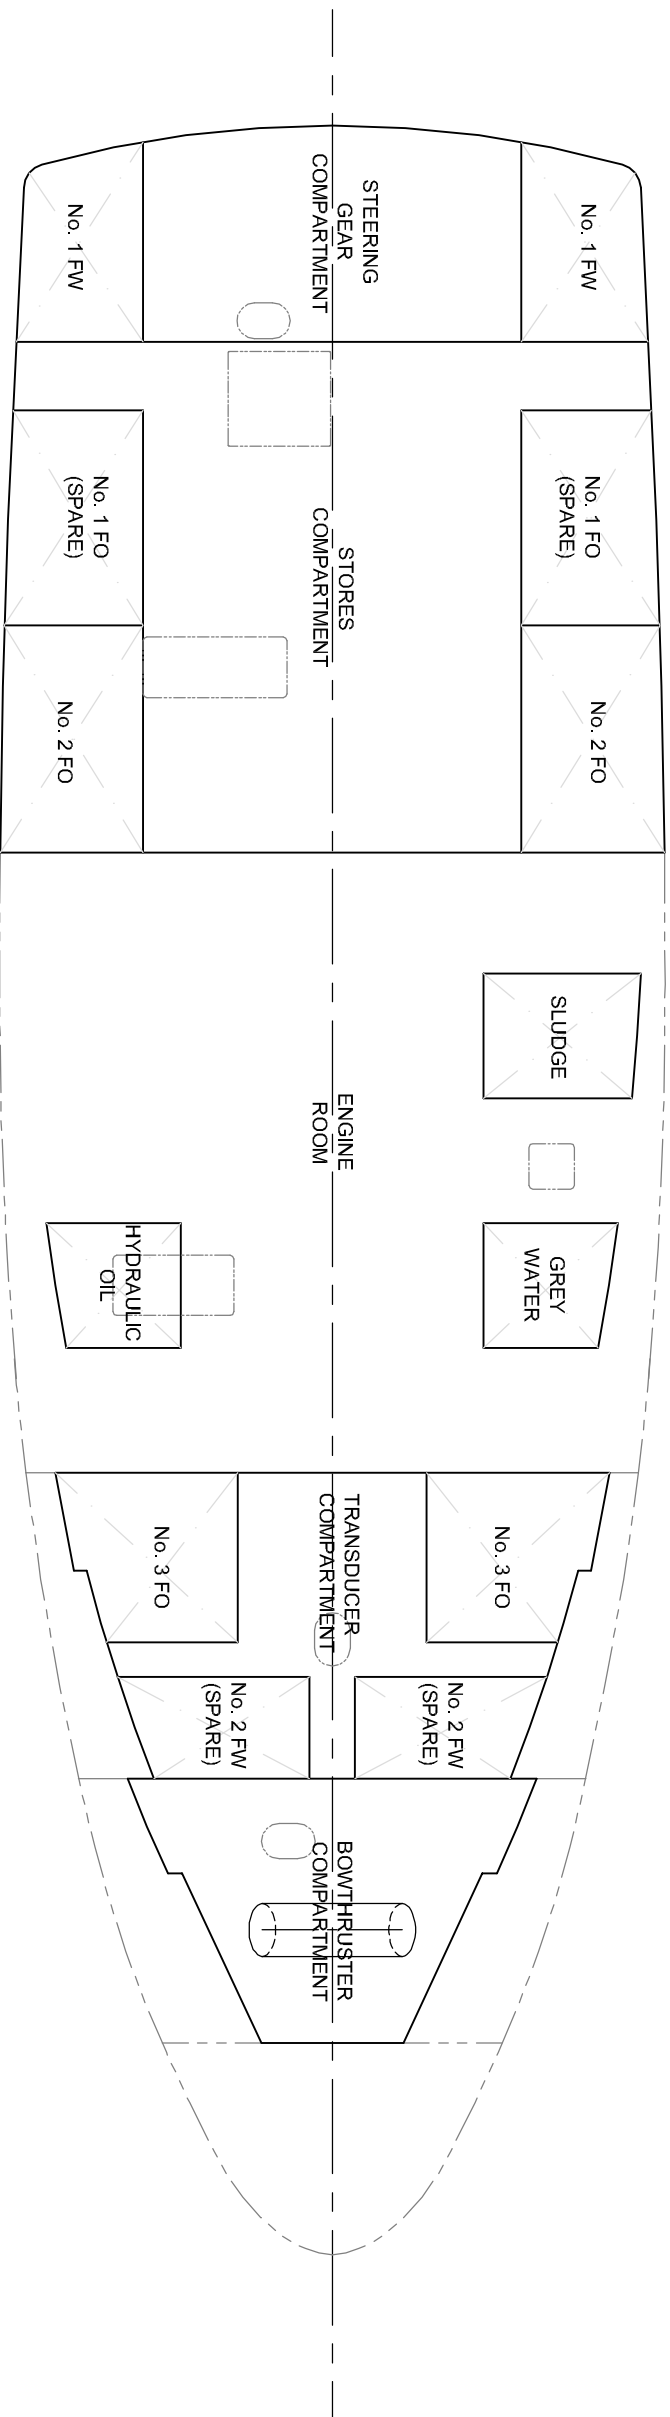 No. 1 FW
STEERING
GEAR
COMPARTMENT
No. 1 FW
No. 1 FO
(SPARE)
STORES
COMPARTMENT
No. 1 FO
(SPARE)
No. 2 FO
No. 2 FO
SLUDGE
ENGINE
ROOM
HYDRAULIC
OIL
GREY
WATER
No. 3 FO
TRANSDUCER
COMPARTMENT
No. 3 FO
No. 2 FW
(SPARE)
No. 2 FW
(SPARE)
BOWTHRUSTER
COMPARTMENT